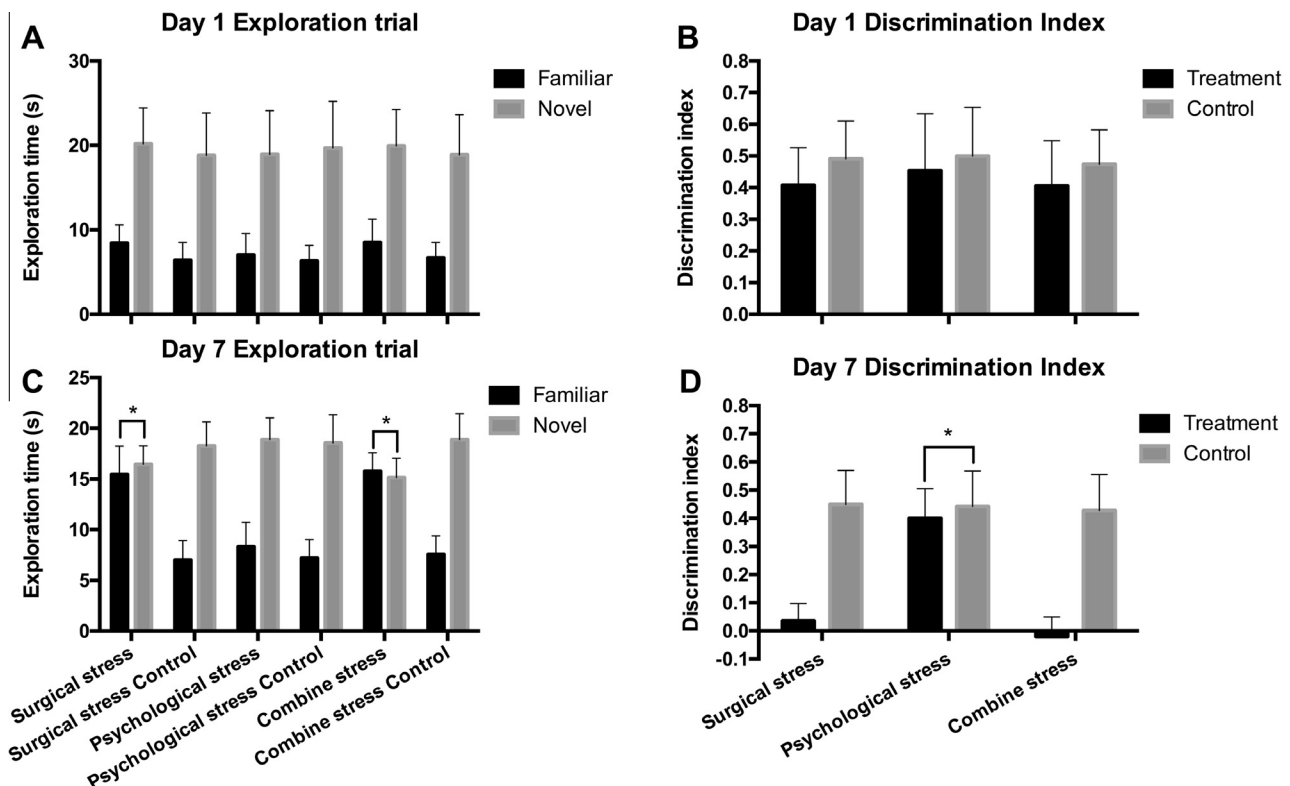 A
Day 1 Exploration trial
Exploration time (s)
30
20
10
0
Familiar
Novel
B
Day 1 Discrimination Index
Discrimination index
0.8
0.7
0.6
0.5
0.4
0.3
0.2
0.1
0.0
Treatment
Control
C
Day 7 Exploration trial
Exploration time (s)
25
20
15
10
5
0
*
*
Familiar
Novel
Surgical stress
Surgical stress Control
Psychological stress
Psychological stress Control
Combine stress
Combine stress Control
D
Day 7 Discrimination Index
Discrimination index
0.8
0.7
0.6
0.5
0.4
0.3
0.2
0.1
0.0
-0.1
*
Treatment
Control
Surgical stress
Psychological stress
Combine stress